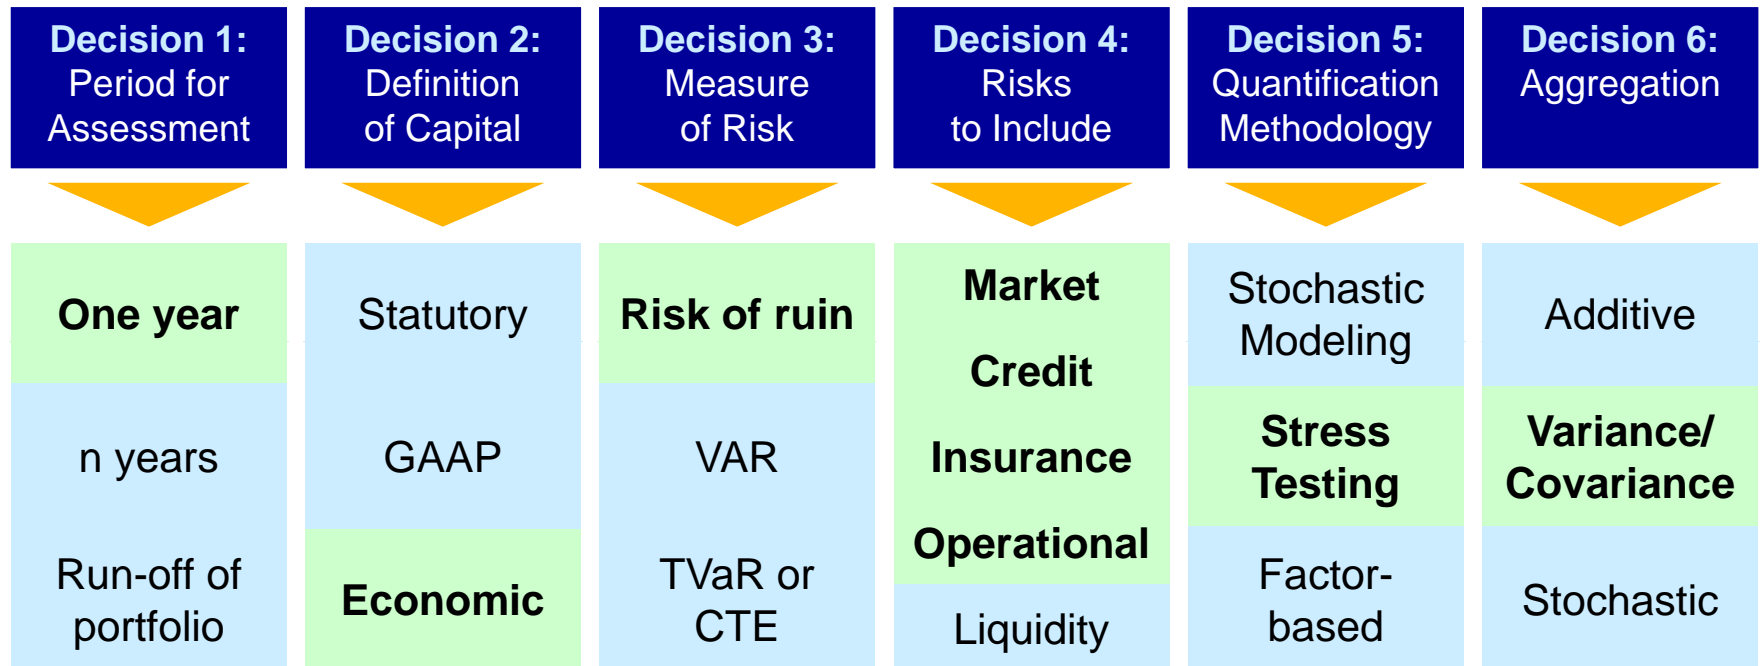 Decision 1:
Period for
Assessment
Decision 2:
Definition
of Capital
Decision 3:
Measure
of Risk
Decision 4:
Risks
to Include
Decision 5:
Quantification
Methodology
Decision 6:
Aggregation
One year
n years
Run-off of
portfolio
Statutory
GAAP
Economic
Risk of ruin
VAR
TVaR or
CTE
Market
Credit
Insurance
Operational
Liquidity
Stochastic
Modeling
Stress
Testing
Factor-
based
Additive
Variance/
Covariance
Stochastic